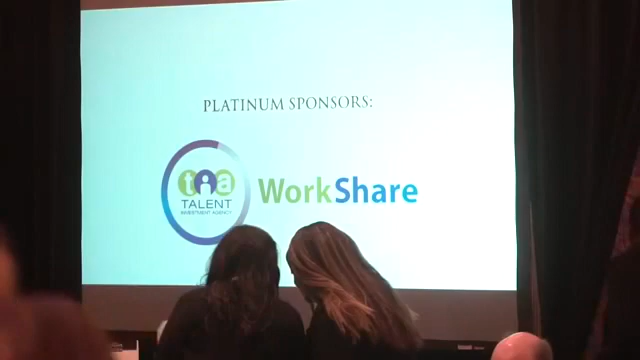 PLATINUM SPONSORS:
tia
TALENT
INVESTMENT AGENCY
WorkShare